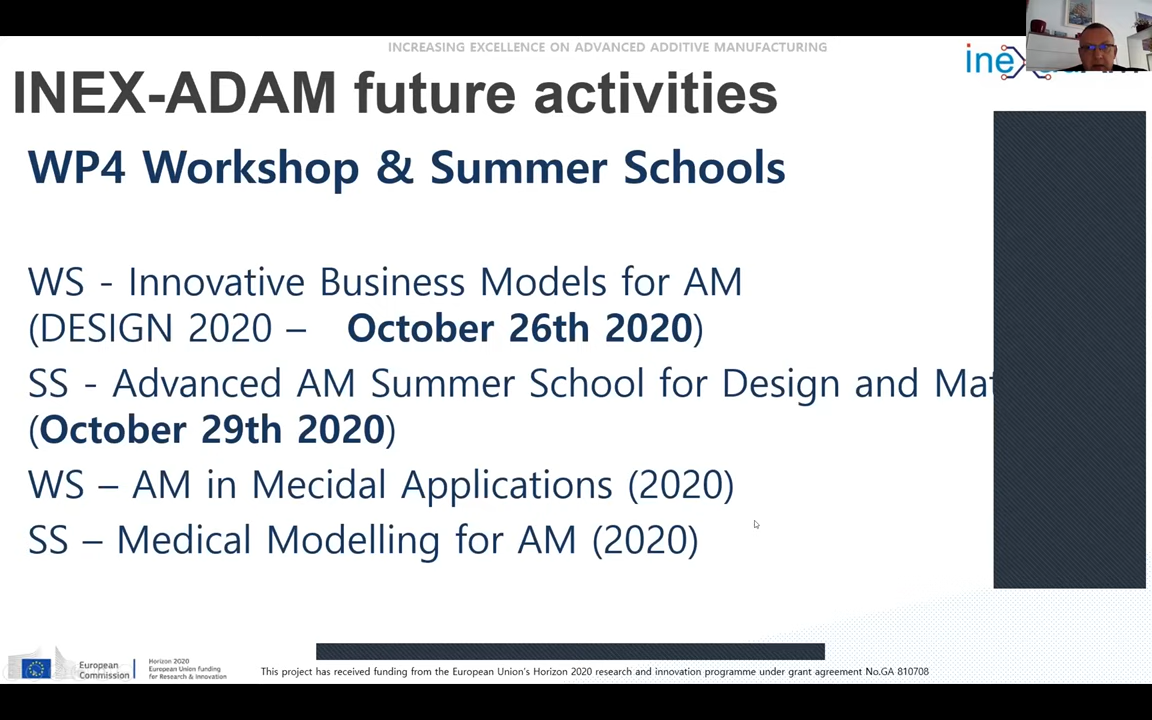 INCREASING EXCELLENCE ON ADVANCED ADDITIVE MANUFACTURING
ine
INEX-ADAM future activities
WP4 Workshop & Summer Schools
WS - Innovative Business Models for AM
(DESIGN 2020 – October 26th 2020)
SS - Advanced AM Summer School for Design and Mat
(October 29th 2020)
WS – AM in Mecidal Applications (2020)
SS – Medical Modelling for AM (2020)
European
Commission
Horizon 2020
European Union funding
for Research & Innovation
This project has received funding from the European Union's Horizon 2020 research and innovation programme under grant agreement No.GA 810708